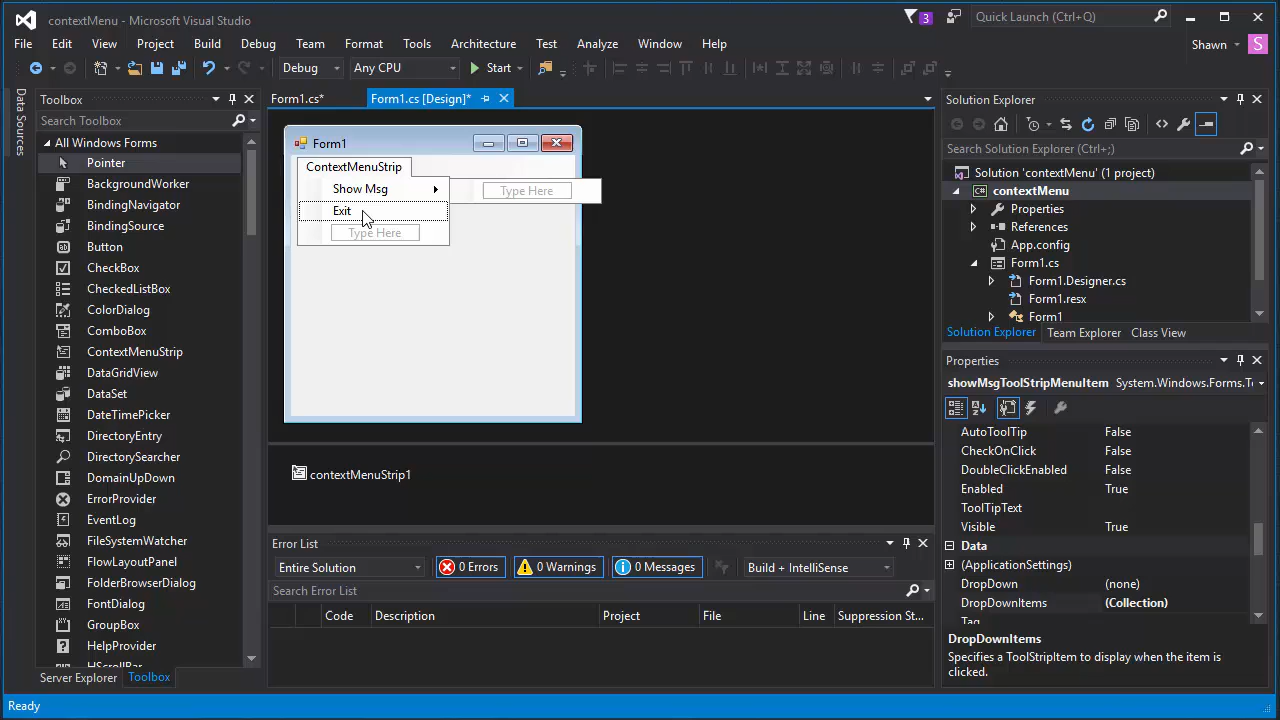 contextMenu - Microsoft Visual Studio
3
Quick Launch (Ctrl+Q)
File Edit View Project Build Debug Team Format Tools Architecture Test Analyze Window Help
Shawn S
Debug Any CPU Start
Data Sources
Toolbox
Search Toolbox
All Windows Forms
Pointer
BackgroundWorker
BindingNavigator
BindingSource
Button
CheckBox
CheckedListBox
ColorDialog
ComboBox
ContextMenuStrip
DataGridView
DataSet
DateTimePicker
DirectoryEntry
DirectorySearcher
DomainUpDown
ErrorProvider
EventLog
FileSystemWatcher
FlowLayoutPanel
FolderBrowserDialog
FontDialog
GroupBox
HelpProvider
HScrollBar
Server Explorer Toolbox
Form1.cs* Form1.cs [Design]*
Form1
ContextMenuStrip
Show Msg
Type Here
Exit
Type Here
contextMenuStrip1
Error List
Entire Solution 0 Errors 0 Warnings 0 Messages Build + IntelliSense
Search Error List
Code Description Project File Line Suppression St...
Solution Explorer
Search Solution Explorer (Ctrl+;)
Solution 'contextMenu' (1 project)
C# contextMenu
Properties
References
App.config
Form1.cs
Form1.Designer.cs
Form1.resx
Form1
Solution Explorer Team Explorer Class View
Properties
showMsgToolStripMenuItem System.Windows.Forms.To
AutoToolTip False
CheckOnClick False
DoubleClickEnabled False
Enabled True
ToolTipText
Visible True
Data
(ApplicationSettings)
DropDown (none)
DropDownItems (Collection)
Tag
DropDownItems
Specifies a ToolStripItem to display when the item is
clicked.
Ready